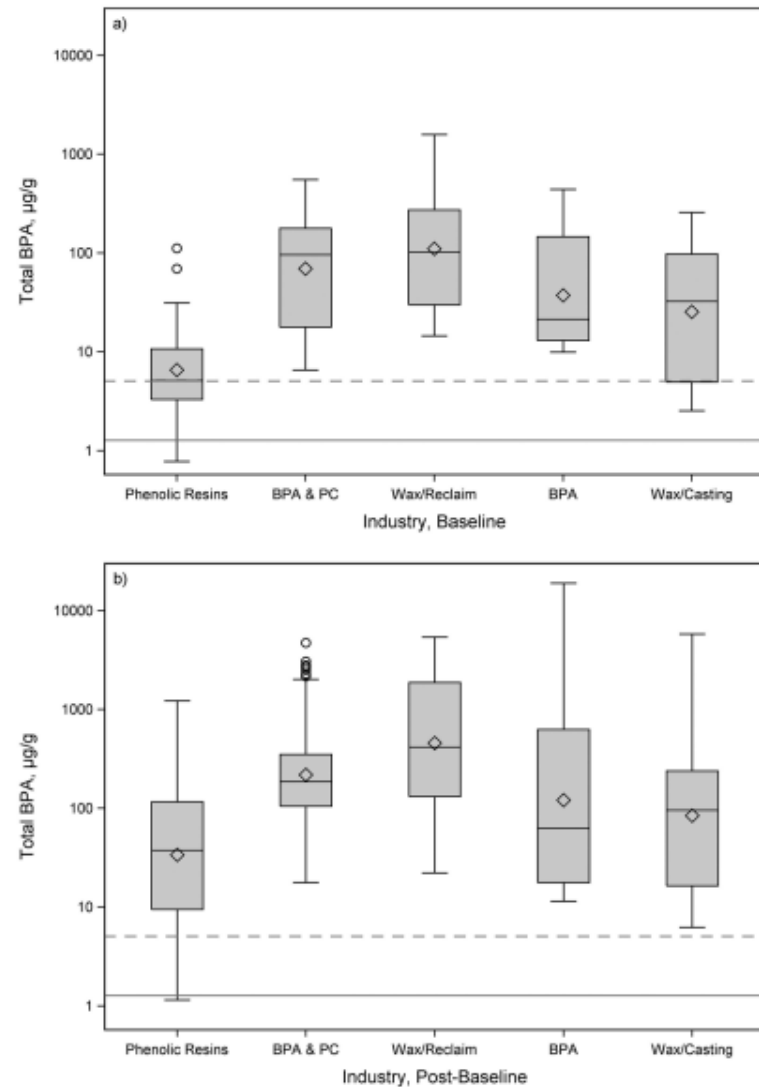 a)
10000
1000
100
10
1
Total BPA, µg/g
Phenolic Resins BPA & PC Wax/Reclaim BPA Wax/Casting
Industry, Baseline
b)
10000
1000
100
10
1
Total BPA, µg/g
Phenolic Resins BPA & PC Wax/Reclaim BPA Wax/Casting
Industry, Post-Baseline